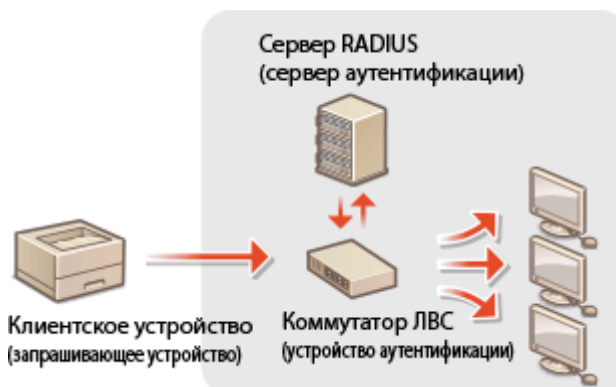 Сервер RADIUS
(сервер аутентификации)
Клиентское устройство
(запрашивающее устройство)
Коммутатор ЛВС
(устройство аутентификации)